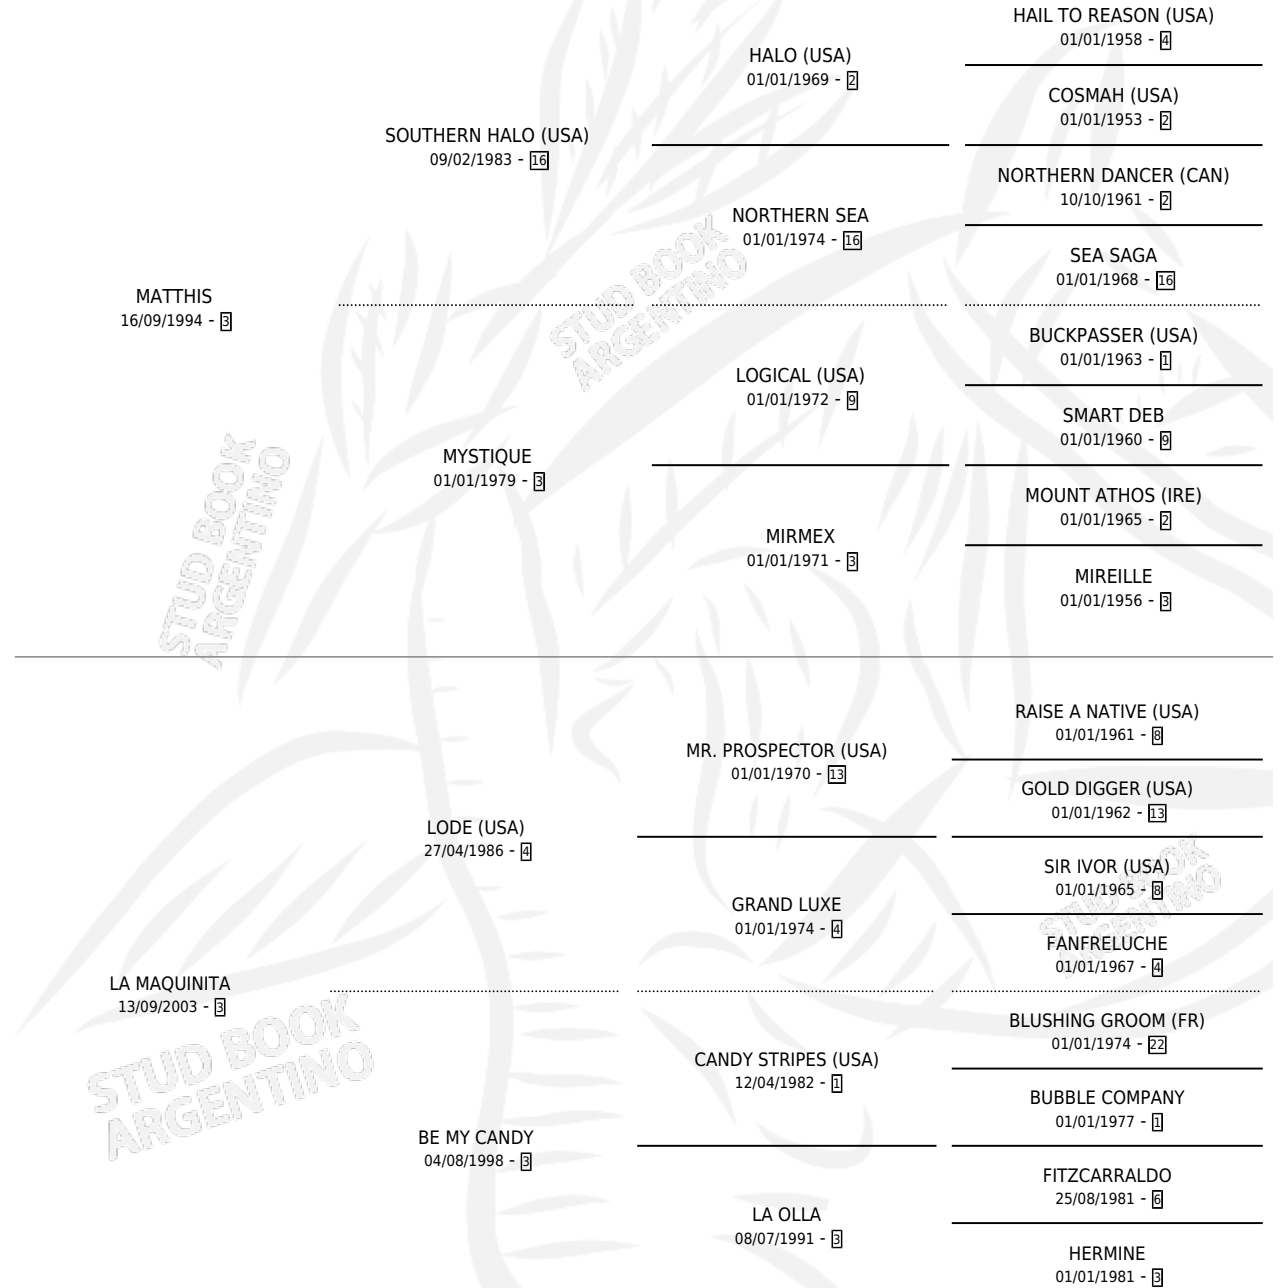 HAIL TO REASON (USA)
01/01/1958 - 4
HALO (USA)
01/01/1969 - 2
COSMAH (USA)
01/01/1953 - 2
SOUTHERN HALO (USA)
09/02/1983 - 16
NORTHERN DANCER (CAN)
10/10/1961 - 2
NORTHERN SEA
01/01/1974 - 16
SEA SAGA
01/01/1968 - 16
MATTHIS
16/09/1994 - 3
STUD BOOK
ARGENTINO
BUCKPASSER (USA)
01/01/1963 - 1
LOGICAL (USA)
01/01/1972 - 9
SMART DEB
01/01/1960 - 9
MYSTIQUE
01/01/1979 - 3
MOUNT ATHOS (IRE)
01/01/1965 - 2
MIRMEX
01/01/1971 - 3
MIREILLE
01/01/1956 - 3
STUD BOOK
ARGENTINO
RAISE A NATIVE (USA)
01/01/1961 - 8
MR. PROSPECTOR (USA)
01/01/1970 - 13
GOLD DIGGER (USA)
01/01/1962 - 13
LODE (USA)
27/04/1986 - 4
SIR IVOR (USA)
01/01/1965 - 8
GRAND LUXE
01/01/1974 - 4
FANFRELUCHE
01/01/1967 - 4
STUD BOOK
ARGENTINO
LA MAQUINITA
13/09/2003 - 3
BLUSHING GROOM (FR)
01/01/1974 - 22
CANDY STRIPES (USA)
12/04/1982 - 1
BUBBLE COMPANY
01/01/1977 - 1
STUD BOOK
ARGENTINO
BE MY CANDY
04/08/1998 - 3
FITZCARRALDO
25/08/1981 - 6
LA OLLA
08/07/1991 - 3
HERMINE
01/01/1981 - 3